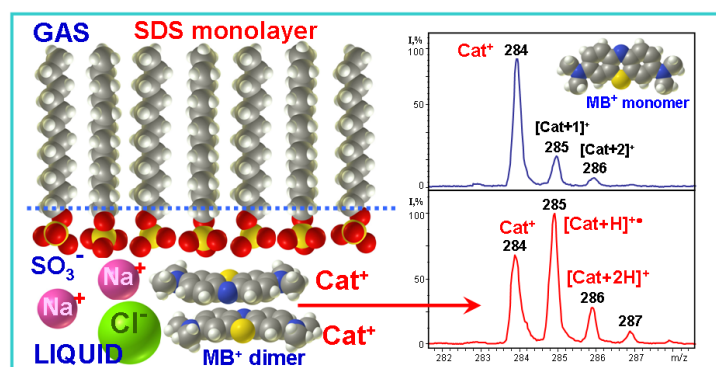 GAS
SDS monolayer
SO₃⁻
Na⁺
Na⁺
Cl⁻
LIQUID
Cat⁺
Cat⁺
MB⁺ dimer
I,%
100
50
0
Cat⁺
284
[Cat+1]⁺
285
[Cat+2]⁺
286
MB⁺ monomer
I,%
100
50
0
Cat⁺
284
285
[Cat+H]⁺•
[Cat+2H]⁺
286
287
282 283 284 285 286 287 m/z